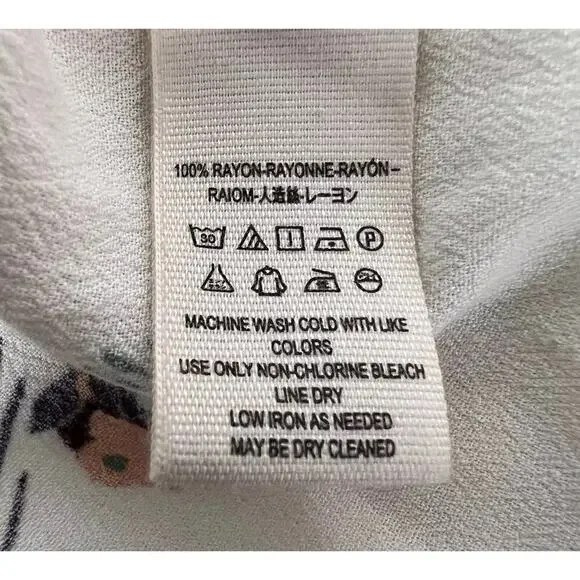 100% RAYON-RAYONNE-RAYÓN-
RAIOM-人造絲-レーヨン
30 P
MACHINE WASH COLD WITH LIKE
COLORS
USE ONLY NON-CHLORINE BLEACH
LINE DRY
LOW IRON AS NEEDED
MAY BE DRY CLEANED